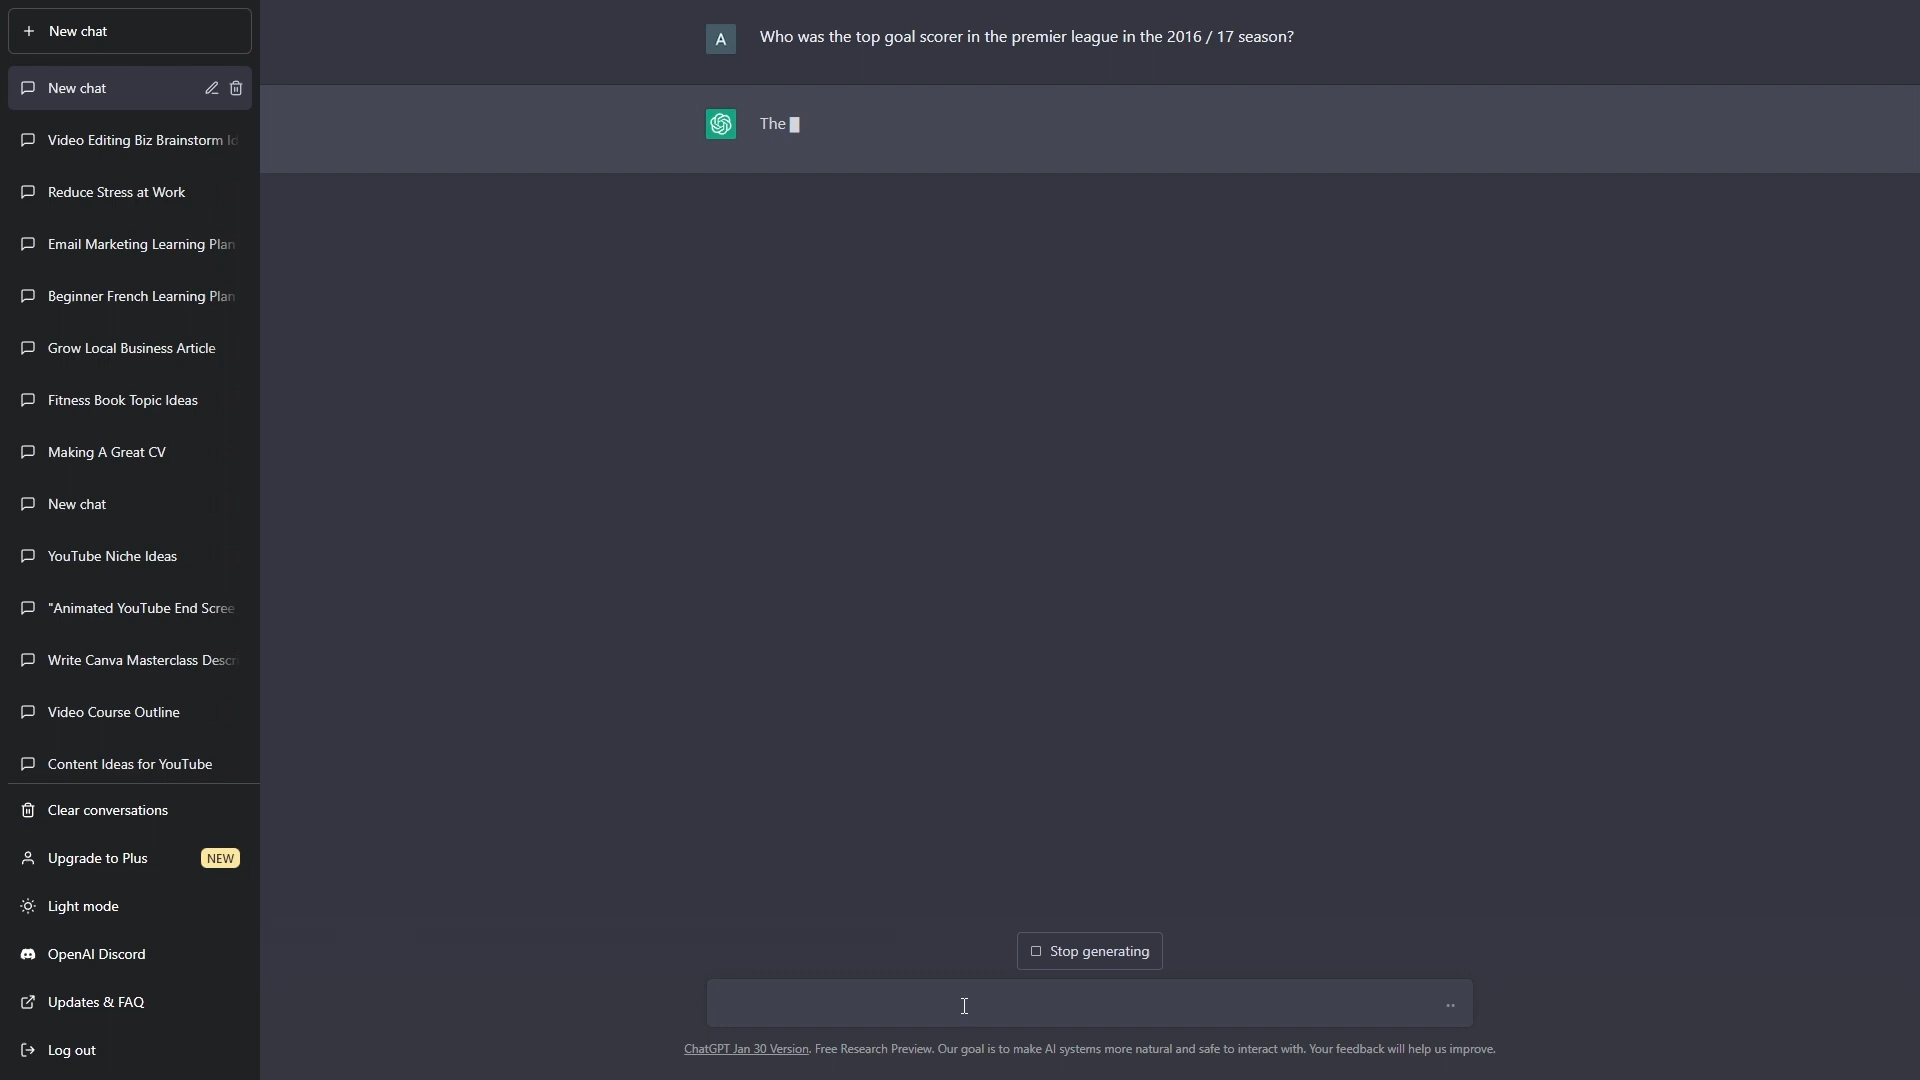 New chat
New chat
Video Editing Biz Brainstorm Id
Reduce Stress at Work
Email Marketing Learning Plan
Beginner French Learning Plan
Grow Local Business Article
Fitness Book Topic Ideas
Making A Great CV
New chat
YouTube Niche Ideas
"Animated YouTube End Scree
Write Canva Masterclass Descr
Video Course Outline
Content Ideas for YouTube
Clear conversations
Upgrade to Plus NEW
Light mode
OpenAI Discord
Updates & FAQ
Log out
A Who was the top goal scorer in the premier league in the 2016 / 17 season?
The
Stop generating
ChatGPT Jan 30 Version. Free Research Preview. Our goal is to make AI systems more natural and safe to interact with. Your feedback will help us improve.